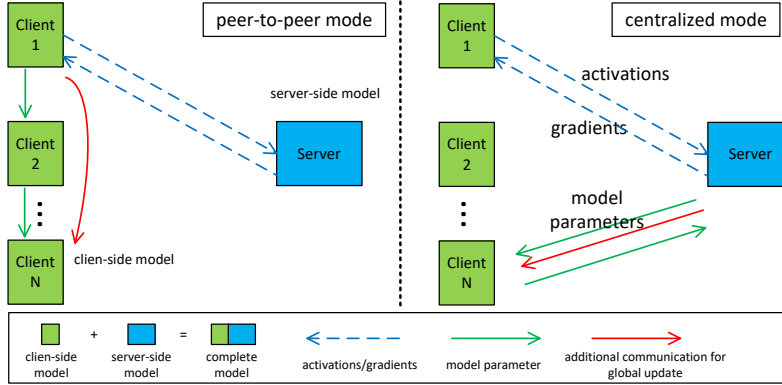 peer-to-peer mode
Client
1
server-side model
Client
2
Server
Client
N
clien-side model
centralized mode
Client
1
activations
gradients
Client
2
Server
model
parameters
Client
N
+
=
clien-side
model
server-side
model
complete
model
activations/gradients
model parameter
additional communication for
global update